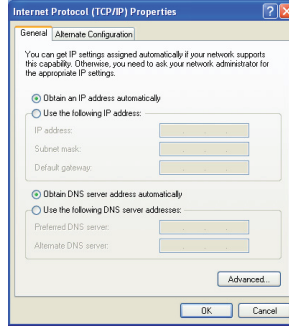 Internet Protocol (TCP/IP) Properties
General
Alternate Configuration
You can get IP settings assigned automatically if your network supports
this capability. Otherwise, you need to ask your network administrator for
the appropriate IP settings.
Obtain an IP address automatically
Use the following IP address:
IP address:
Subnet mask:
Default gateway:
Obtain DNS server address automatically
Use the following DNS server addresses:
Preferred DNS server:
Alternate DNS server:
Advanced...
OK
Cancel